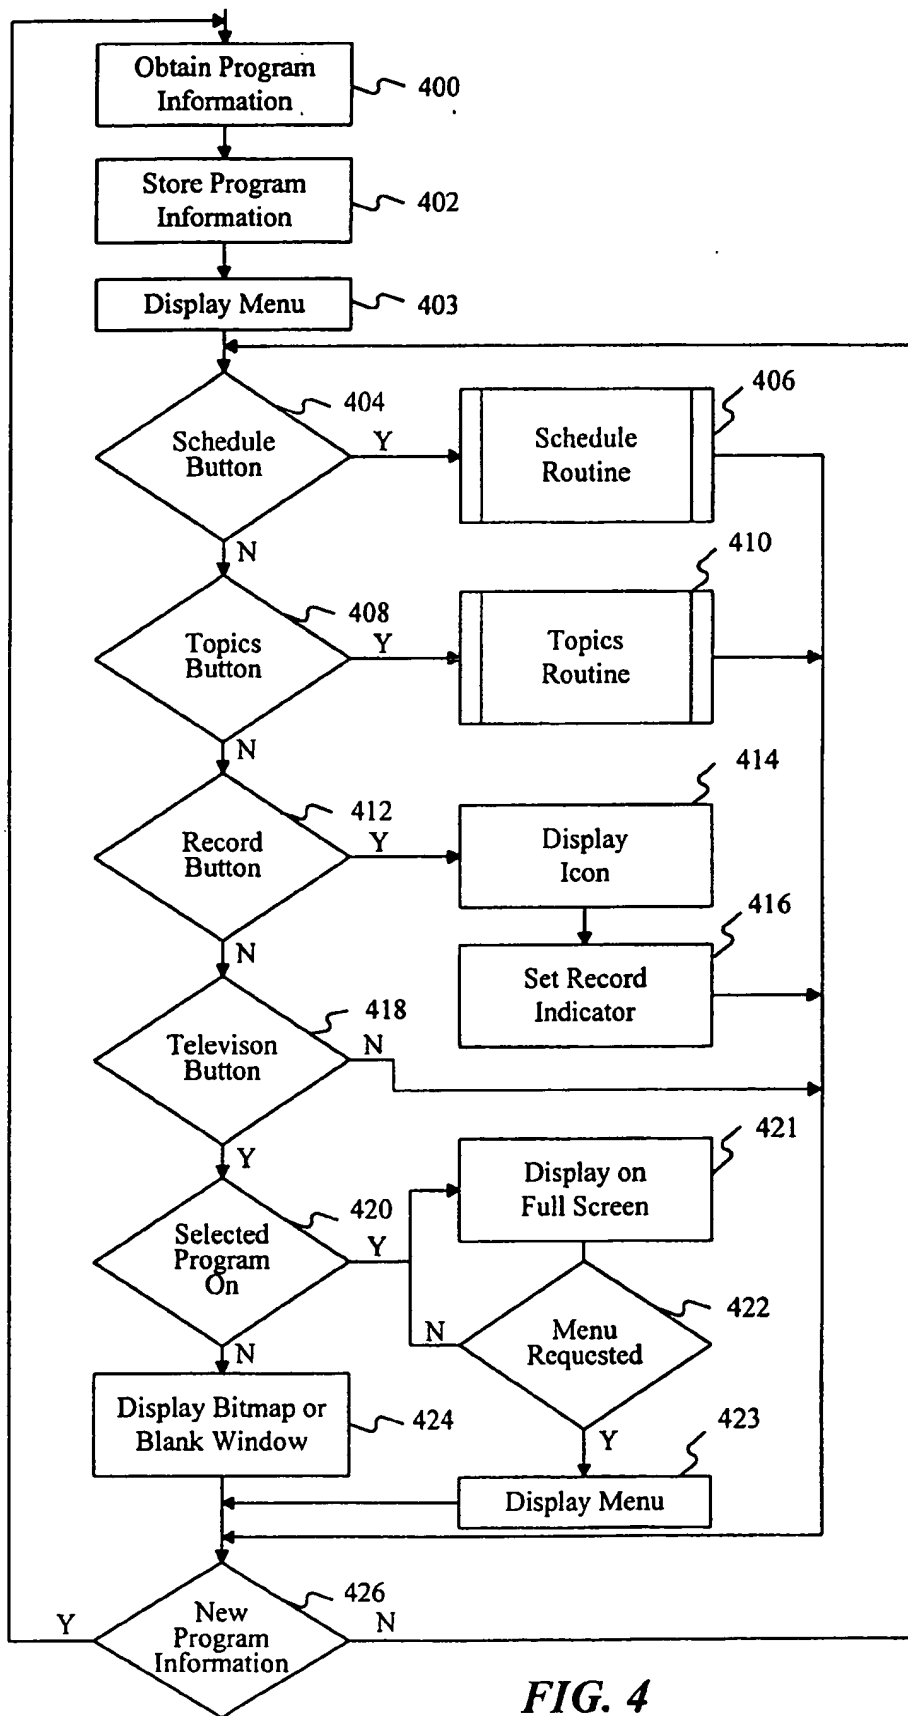 Obtain Program
Information
400
Store Program
Information
402
Display Menu
403
404
Schedule
Button
Y
N
406
Schedule
Routine
408
Topics
Button
Y
N
410
Topics
Routine
412
Record
Button
Y
N
414
Display
Icon
416
Set Record
Indicator
418
Televison
Button
N
Y
420
Selected
Program
On
Y
N
421
Display on
Full Screen
422
Menu
Requested
N
Y
423
Display Menu
Display Bitmap or
Blank Window
424
426
New
Program
Information
Y
N
FIG. 4